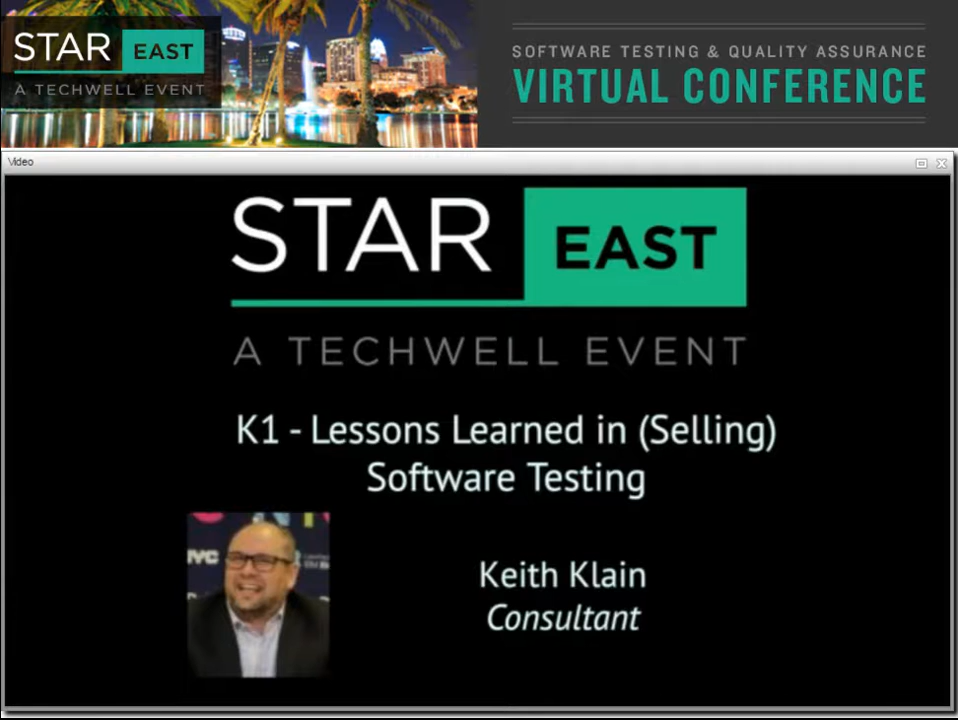 STAR EAST
A TECHWELL EVENT
SOFTWARE TESTING & QUALITY ASSURANCE
VIRTUAL CONFERENCE
Video
STAR EAST
A TECHWELL EVENT
K1 - Lessons Learned in (Selling)
Software Testing
NYC
Keith Klain
Consultant